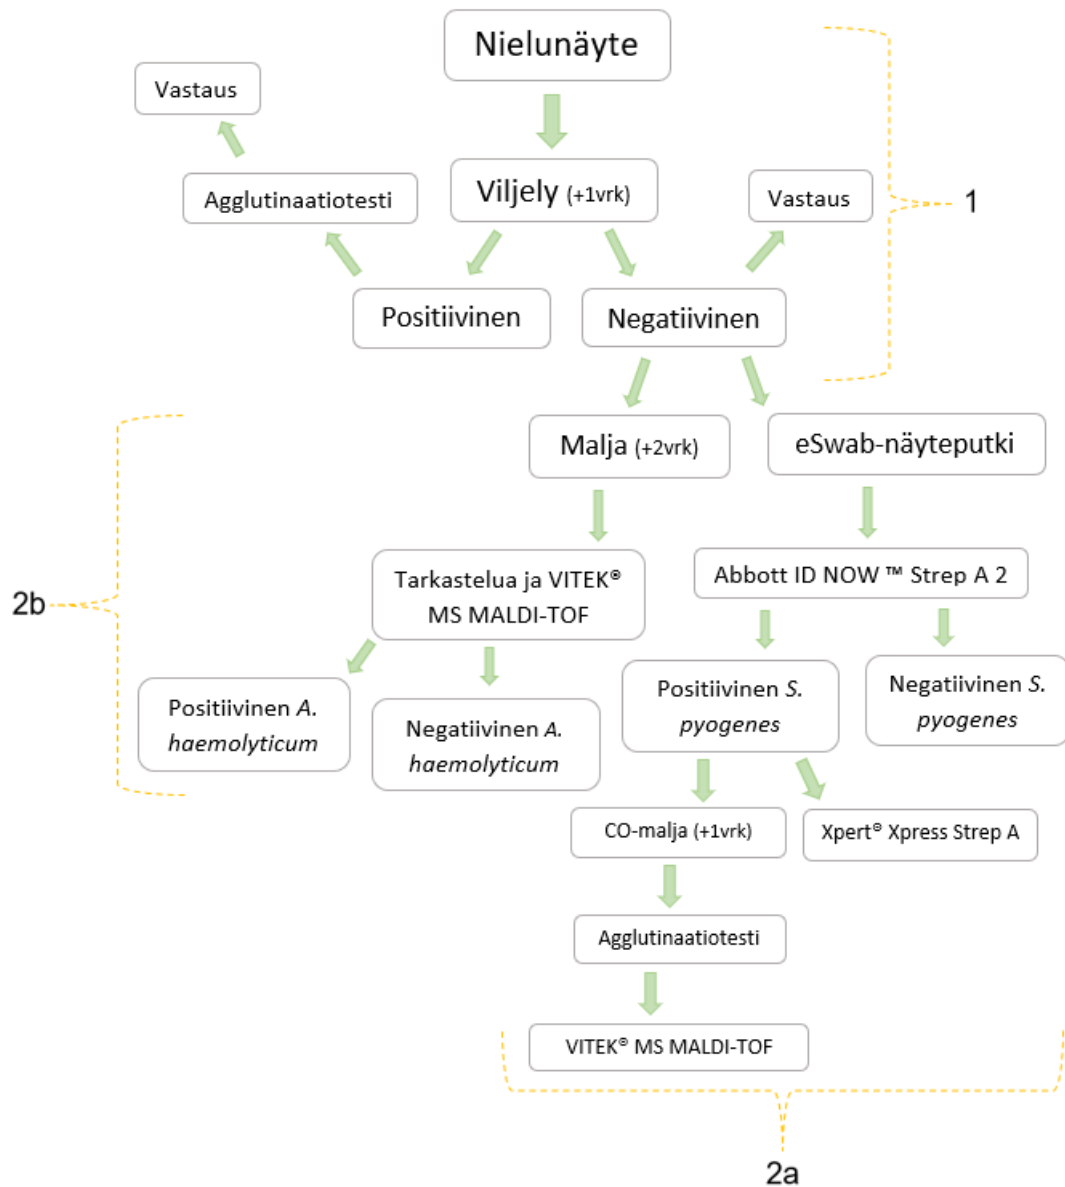 Nielunäyte
Vastaus
Agglutinaatiotesti
Viljely (+1vrk)
Vastaus
1
Positiivinen
Negatiivinen
Malja (+2vrk)
eSwab-näyteputki
2b
Tarkastelua ja VITEK®
MS MALDI-TOF
Abbott ID NOW ™ Strep A 2
Positiivinen A.
haemolyticum
Negatiivinen A.
haemolyticum
Positiivinen S.
pyogenes
Negatiivinen S.
pyogenes
CO-malja (+1vrk)
Xpert® Xpress Strep A
Agglutinaatiotesti
VITEK® MS MALDI-TOF
2a